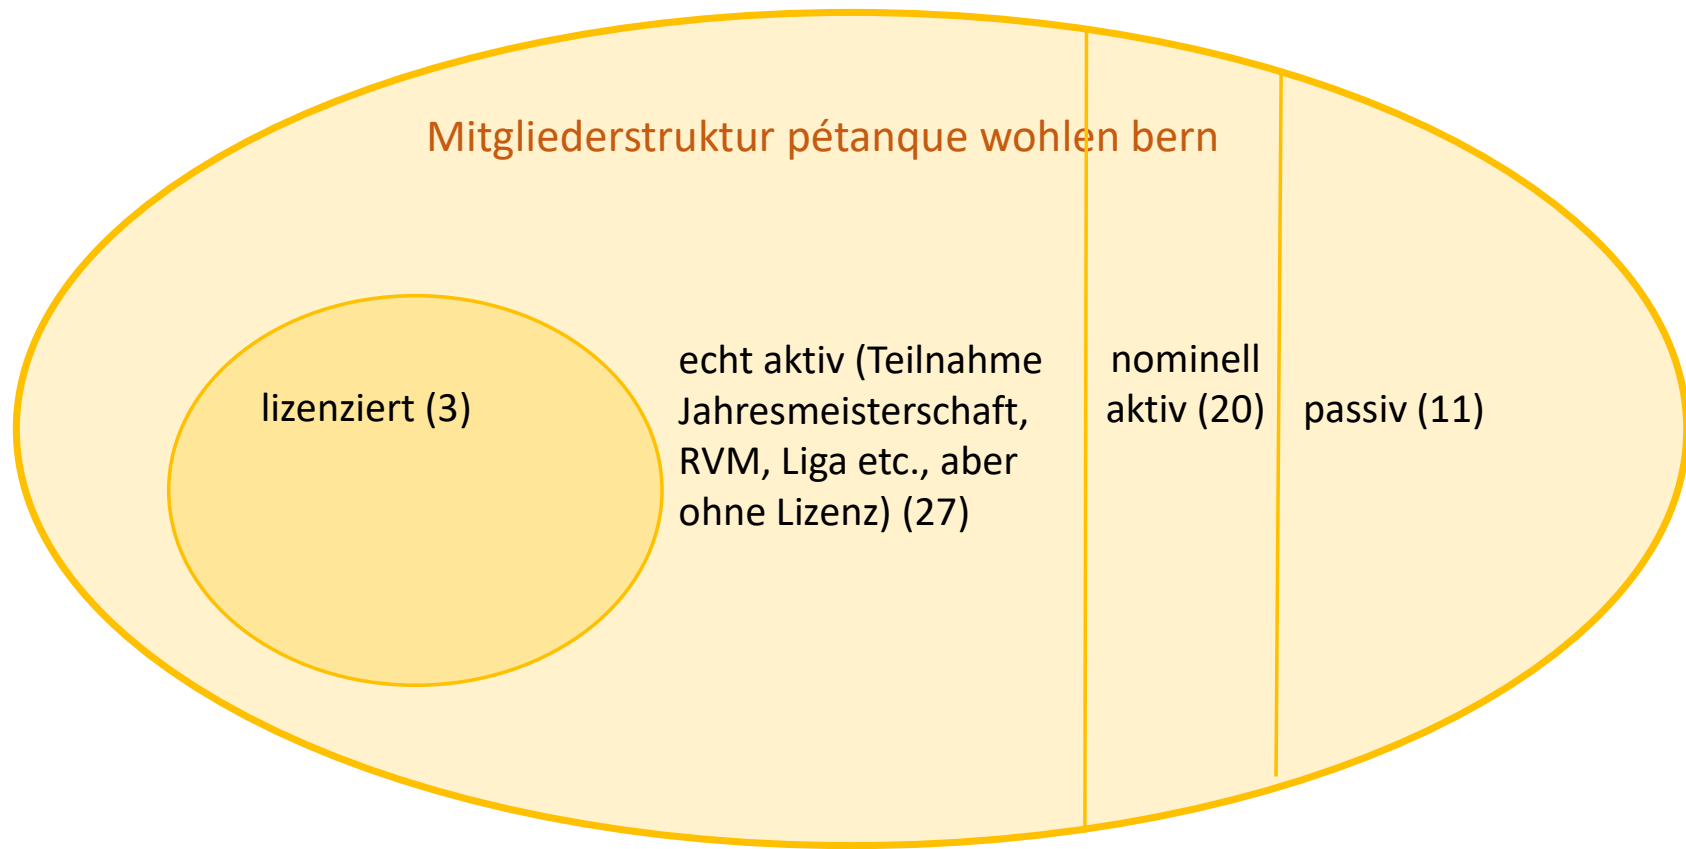 Mitgliederstruktur pétanque wohlen bern
lizenziert (3)
echt aktiv (Teilnahme
Jahresmeisterschaft,
RVM, Liga etc., aber
ohne Lizenz) (27)
nominell
aktiv (20)
passiv (11)